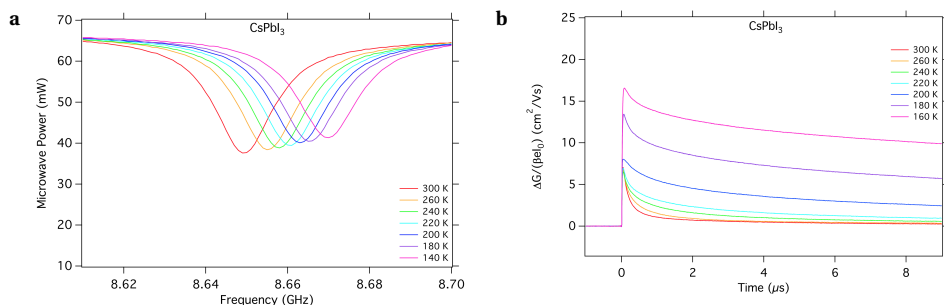 a
CsPbI3
Microwave Power (mW)
60
50
40
30
20
10
300 K
260 K
240 K
220 K
200 K
180 K
140 K
8.62
8.64
8.66
8.68
8.70
Frequency (GHz)
b
CsPbI3
ΔG/(βeI0) (cm2/Vs)
25
20
15
10
5
0
300 K
260 K
240 K
220 K
200 K
180 K
160 K
0
2
4
6
8
Time (μs)